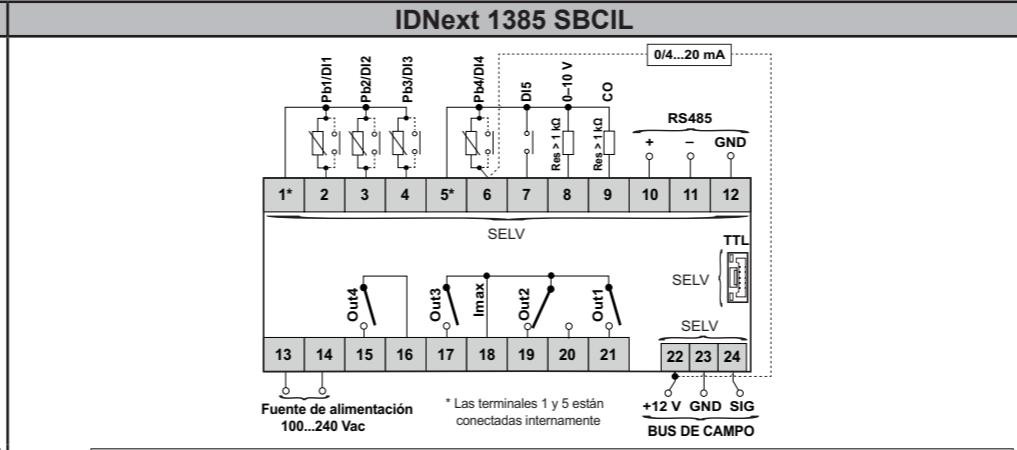 IDNext 1385 SBCIL
0/4...20 mA
Pb1/DI1
Pb2/DI2
Pb3/DI3
Pb4/DI4
DI5
0–10 V
CO
Res > 1 kΩ
Res > 1 kΩ
RS485
+ – GND
1* 2 3 4 5* 6 7 8 9 10 11 12
SELV
TTL
SELV
Out4
Out3
Imax
Out2
Out1
SELV
13 14 15 16 17 18 19 20 21 22 23 24
Fuente de alimentación
100...240 Vac
* Las terminales 1 y 5 están
conectadas internamente
+12 V GND SIG
BUS DE CAMPO